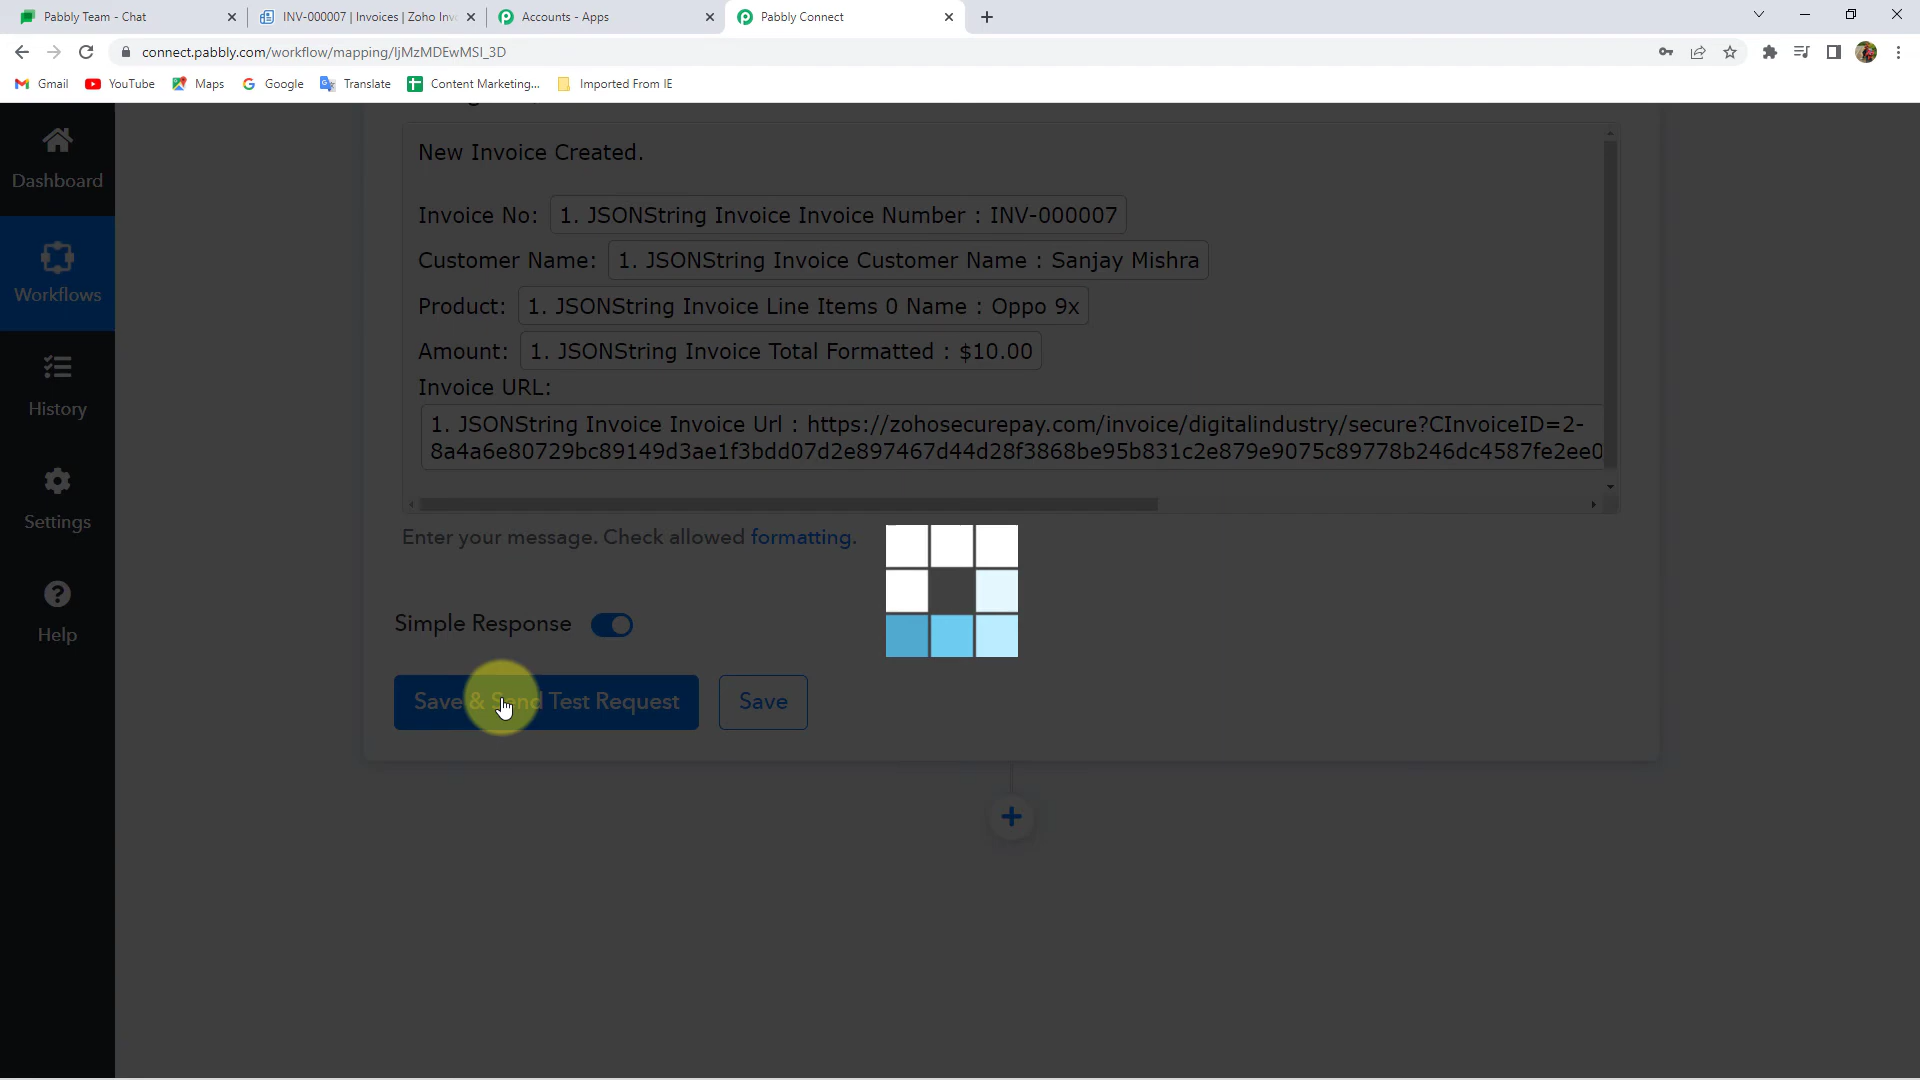 Pabbly Team - Chat
INV-000007 | Invoices | Zoho Inv
Accounts - Apps
Pabbly Connect
connect.pabbly.com/workflow/mapping/IjMzMDEwMSI_3D
Gmail
YouTube
Maps
Google
Translate
Content Marketing...
Imported From IE
Dashboard
Workflows
History
Settings
Help
New Invoice Created.
Invoice No: 1. JSONString Invoice Invoice Number : INV-000007
Customer Name: 1. JSONString Invoice Customer Name : Sanjay Mishra
Product: 1. JSONString Invoice Line Items 0 Name : Oppo 9x
Amount: 1. JSONString Invoice Total Formatted : $10.00
Invoice URL:
1. JSONString Invoice Invoice Url : https://zohosecurepay.com/invoice/digitalindustry/secure?CInvoiceID=2-
8a4a6e80729bc89149d3ae1f3bdd07d2e897467d44d28f3868be95b831c2e879e9075c89778b246dc4587fe2ee0
Enter your message. Check allowed formatting.
Simple Response
Save & Send Test Request
Save